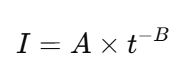 I = A × t^{-B}